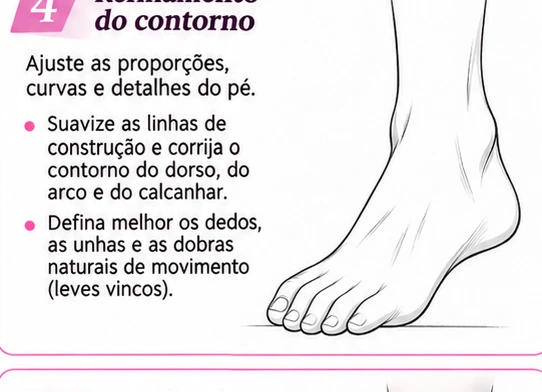 4
Refinamento
do contorno
Ajuste as proporções,
curvas e detalhes do pé.
Suavize as linhas de
construção e corrija o
contorno do dorso, do
arco e do calcanhar.
Defina melhor os dedos,
as unhas e as dobras
naturais de movimento
(leves vincos).